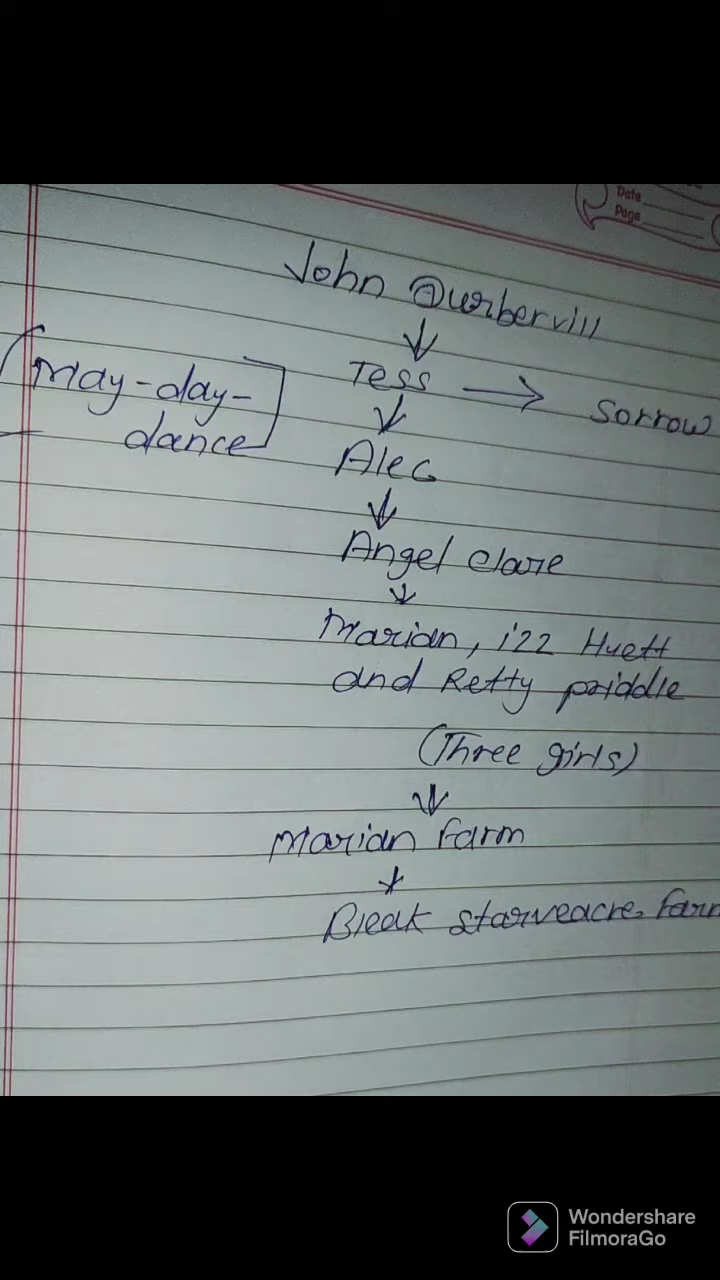 Date
Page
John Durbervill
↓
[May-day-
dance]
Tess → Sorrow
↓
Alec
↓
Angel Clare
↓
Marian, izz Huett
and Retty priddle
(Three girls)
↓
Marian farm
↓
Bleak starveacre farm
Wondershare
FilmoraGo